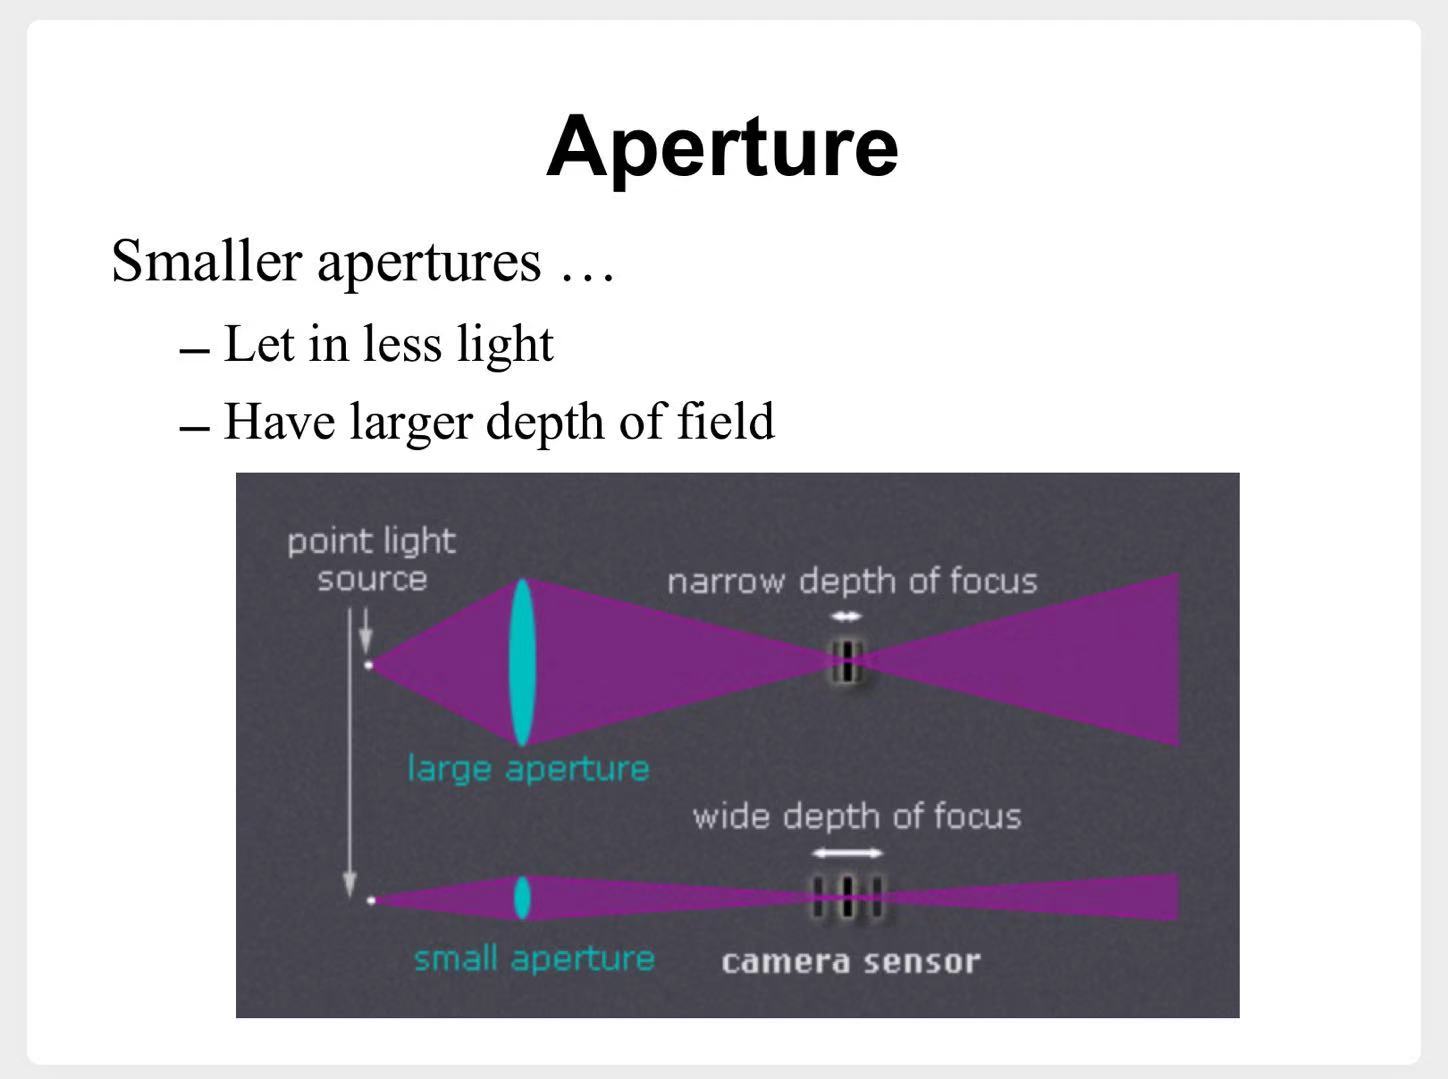 Aperture
Smaller apertures …
– Let in less light
– Have larger depth of field
point light
source
narrow depth of focus
large aperture
wide depth of focus
small aperture
camera sensor